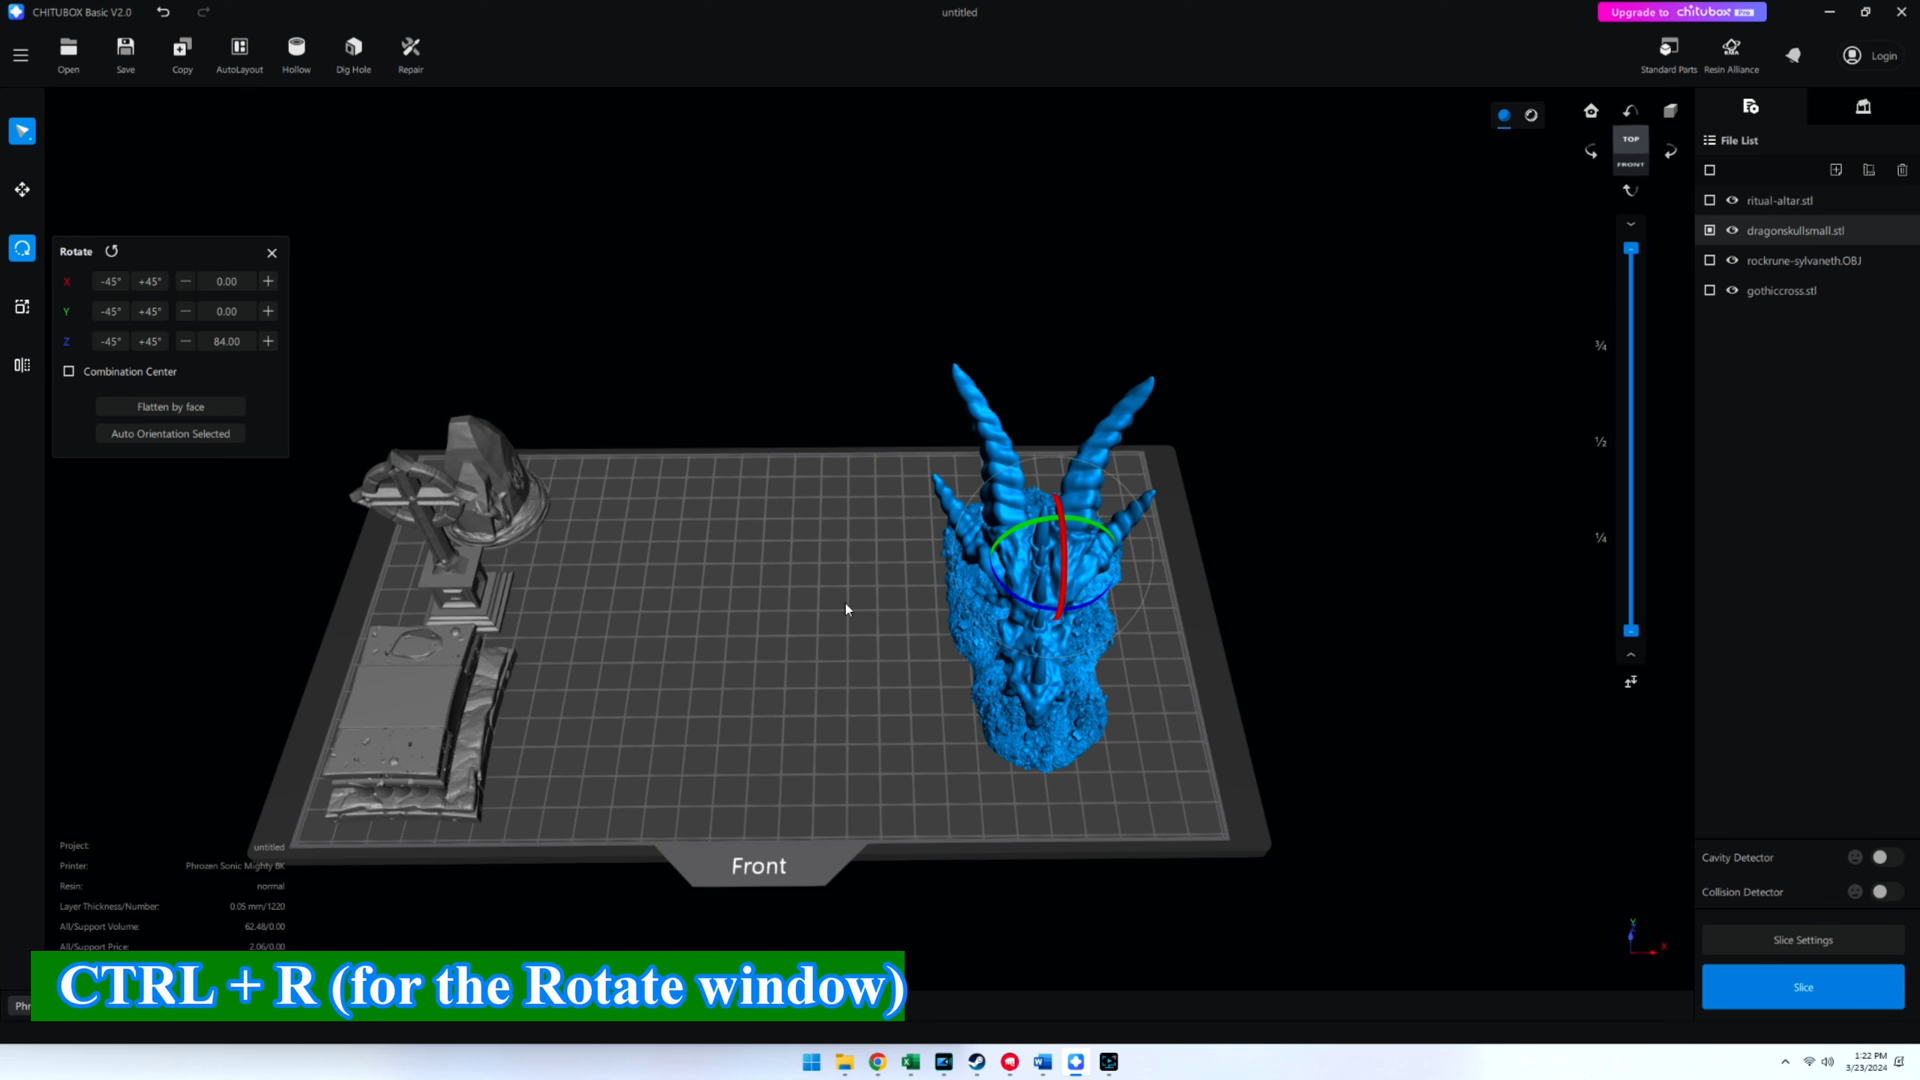 CHITUBOX Basic V2.0
untitled
Upgrade to chitubox Pro
Open
Save
Copy
AutoLayout
Hollow
Dig Hole
Repair
Standard Parts
Resin Alliance
Login
TOP
FRONT
File List
ritual-altar.stl
dragonskullsmall.stl
rockrune-sylvaneth.OBJ
gothiccross.stl
Rotate
X -45° +45° 0.00
Y -45° +45° 0.00
Z -45° +45° 84.00
Combination Center
Flatten by face
Auto Orientation Selected
¾
½
¼
Front
Project: untitled
Printer: Phrozen Sonic Mighty 8K
Resin: normal
Layer Thickness/Number: 0.05 mm/1220
All/Support Volume: 62.48/0.00
All/Support Price: 2.06/0.00
Cavity Detector
Collision Detector
Slice Settings
Slice
Y
X
CTRL + R (for the Rotate window)
Phr
1:22 PM
3/23/2024